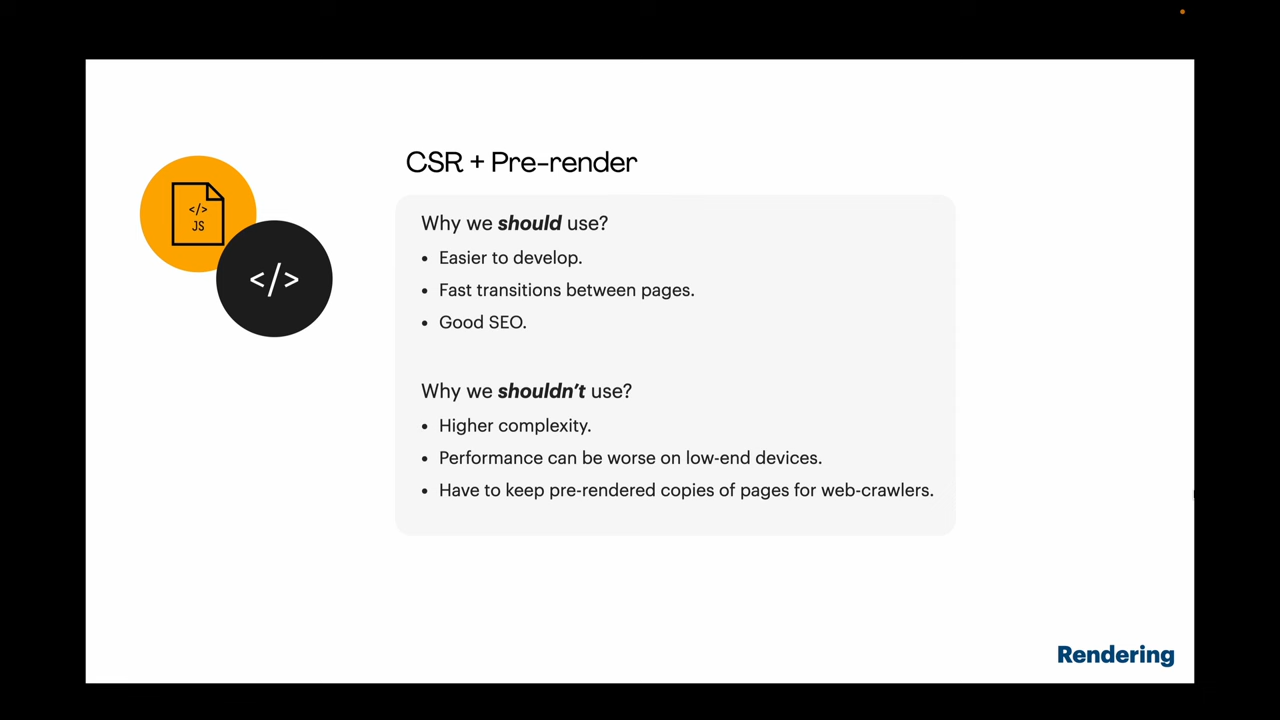 CSR + Pre-render
</>
JS
</>
Why we should use?
• Easier to develop.
• Fast transitions between pages.
• Good SEO.
Why we shouldn't use?
• Higher complexity.
• Performance can be worse on low-end devices.
• Have to keep pre-rendered copies of pages for web-crawlers.
Rendering